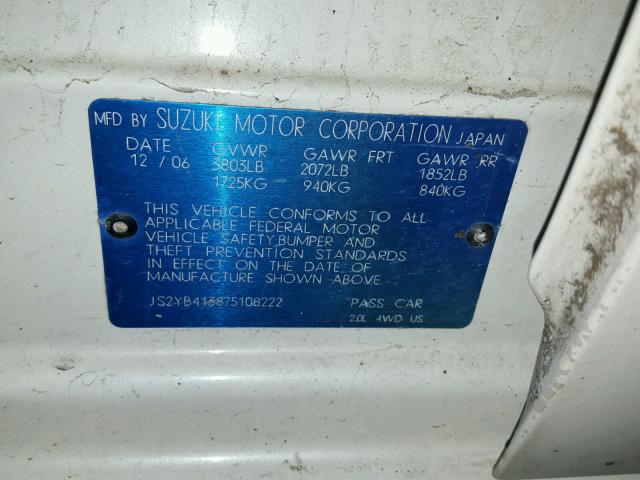 MFD BY SUZUKI MOTOR CORPORATION JAPAN
DATE GVWR GAWR FRT GAWR RR
12 / 06 3803LB 2072LB 1852LB
1725KG 940KG 840KG
THIS VEHICLE CONFORMS TO ALL
APPLICABLE FEDERAL MOTOR
VEHICLE SAFETY,BUMPER AND
THEFT PREVENTION STANDARDS
IN EFFECT ON THE DATE OF
MANUFACTURE SHOWN ABOVE.
JS2YB413875108222 PASS CAR
2.0L 4WD US